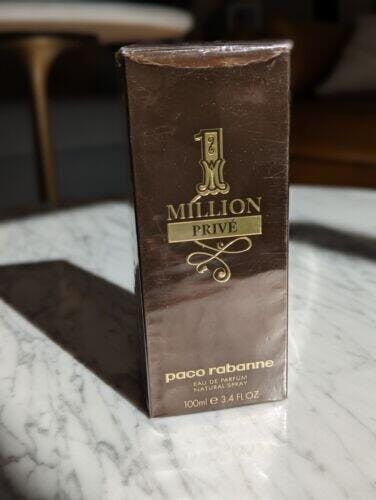 1
MILLION
PRIVÉ
paco rabanne
EAU DE PARFUM
NATURAL SPRAY
100ml ℮ 3.4 FL OZ